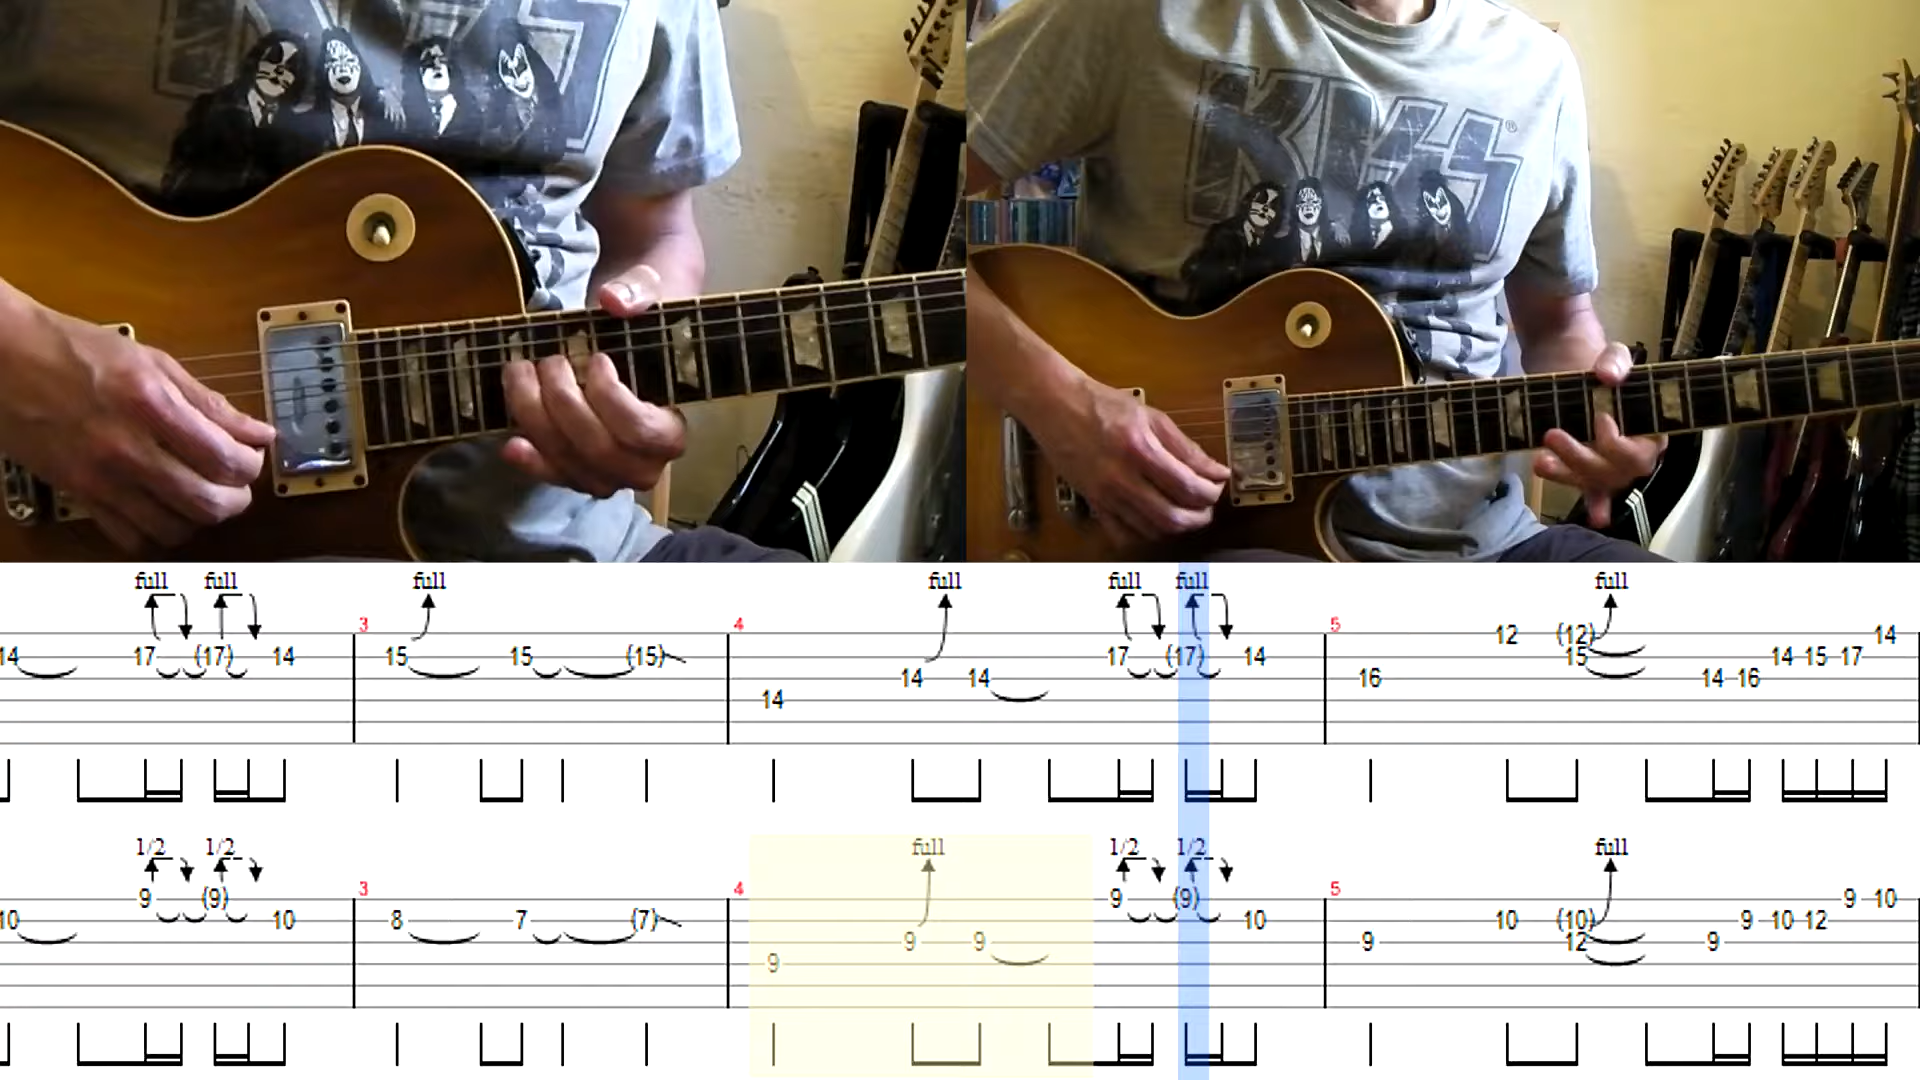 KISS
KISS ®
full full full full full full full
3 4 5
12 (12) 14
14 17 (17) 14 15 15 (15) 17 (17) 14 15 14 15 17
14 14 16 14 16
14
1/2 1/2 full 1/2 1/2 full
3 4 5
9 (9) 9 (9) 9 10
10 10 8 7 (7) 10 10 (10) 9 10 12
9 9 9 12 9
9